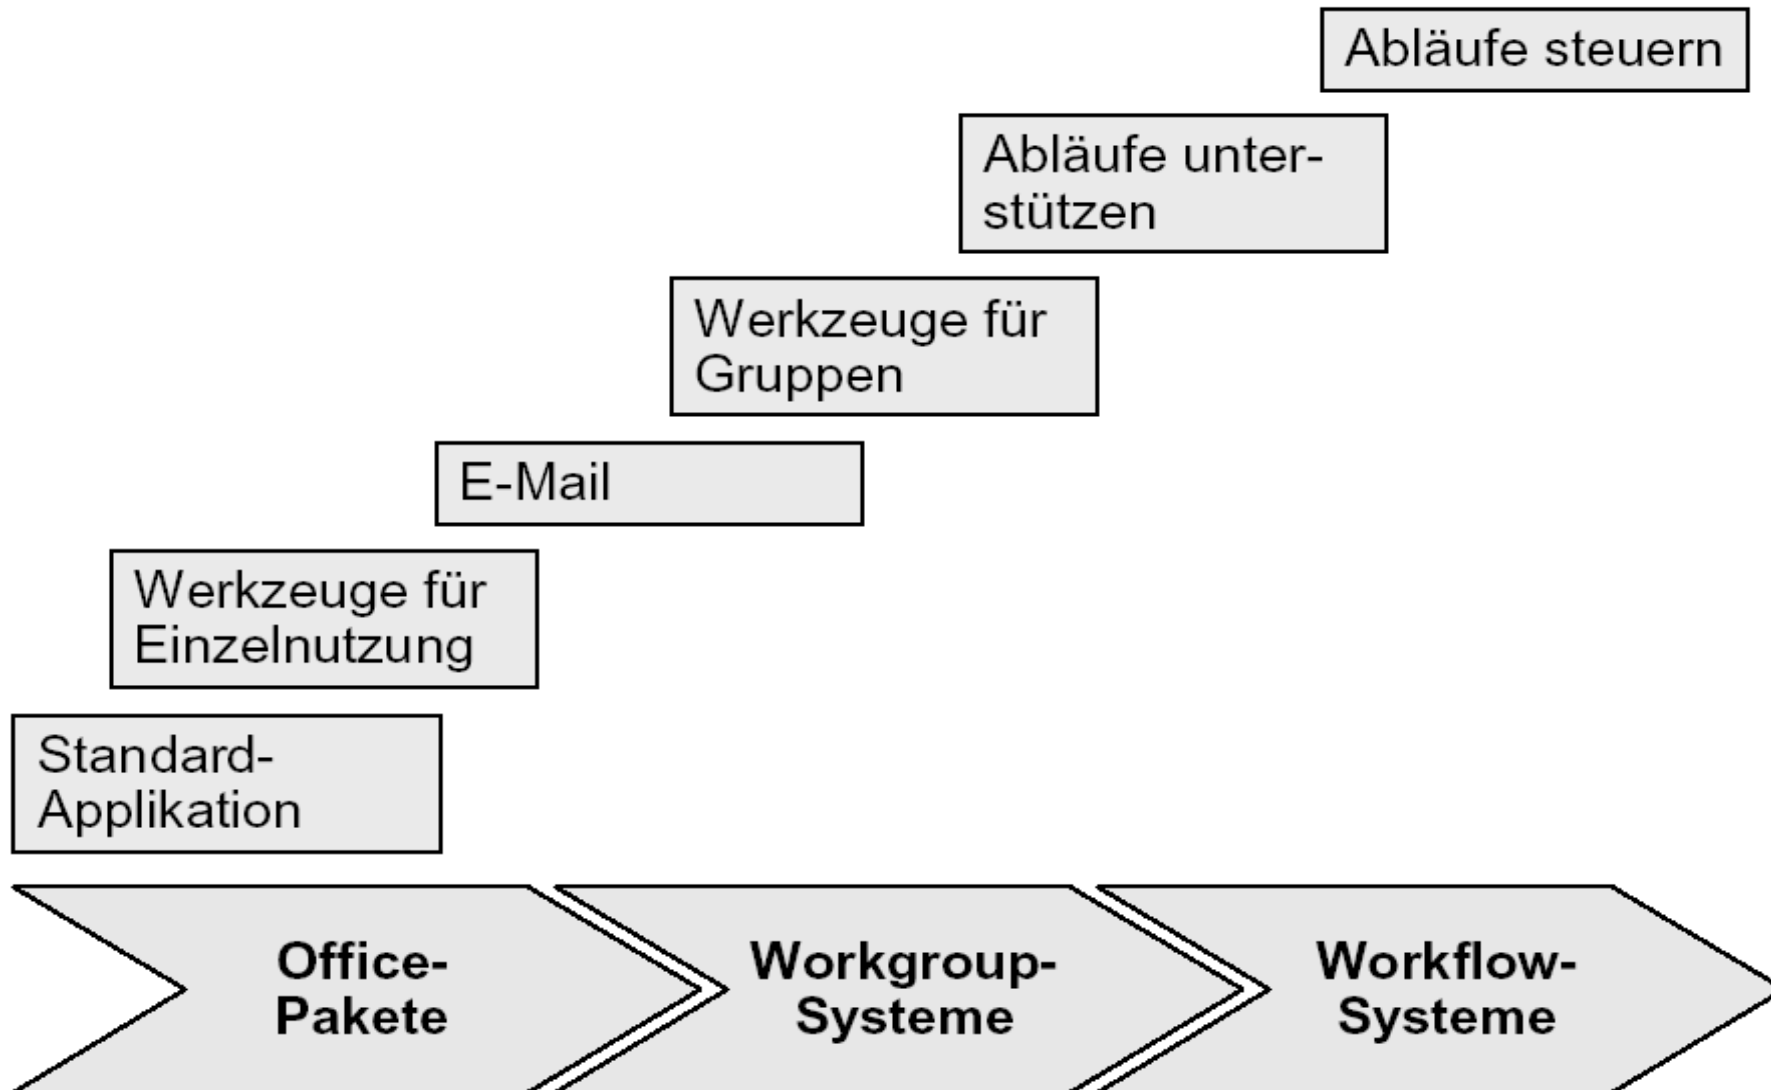 Abläufe steuern
Abläufe unter-
stützen
Werkzeuge für
Gruppen
E-Mail
Werkzeuge für
Einzelnutzung
Standard-
Applikation
Office-
Pakete
Workgroup-
Systeme
Workflow-
Systeme